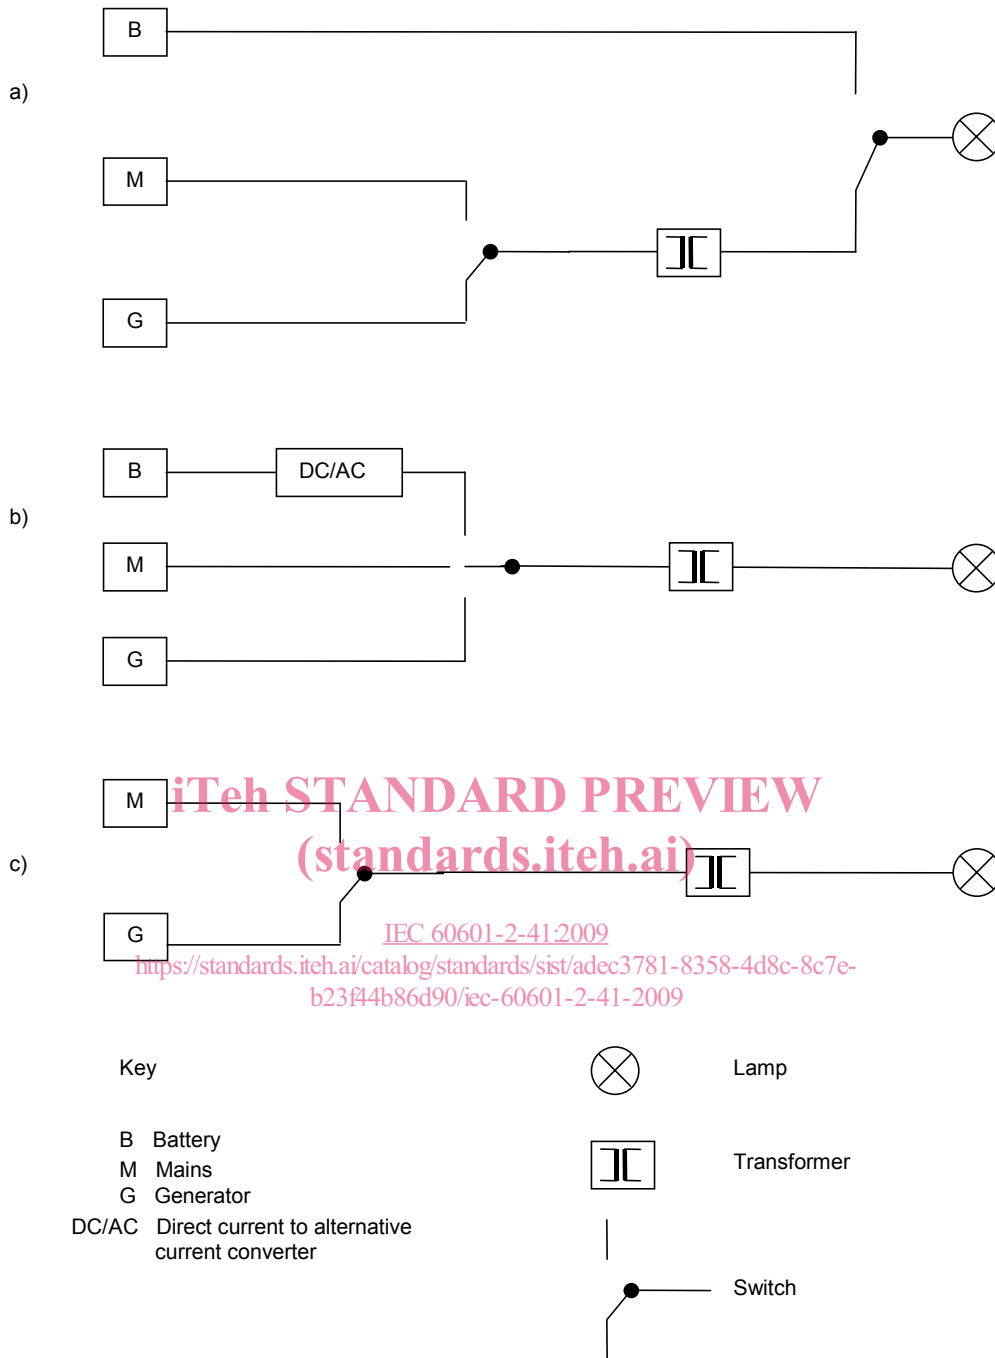 B
a)
M
G
B DC/AC
b)
M
G
M
iTeh STANDARD PREVIEW
(standards.iteh.ai)
c)
G
IEC 60601-2-41:2009
https://standards.iteh.ai/catalog/standards/sist/adec3781-8358-4d8c-8c7e-
b23f44b86d90/iec-60601-2-41-2009
Key
Lamp
B Battery
M Mains
G Generator
DC/AC Direct current to alternative
current converter
Transformer
Switch